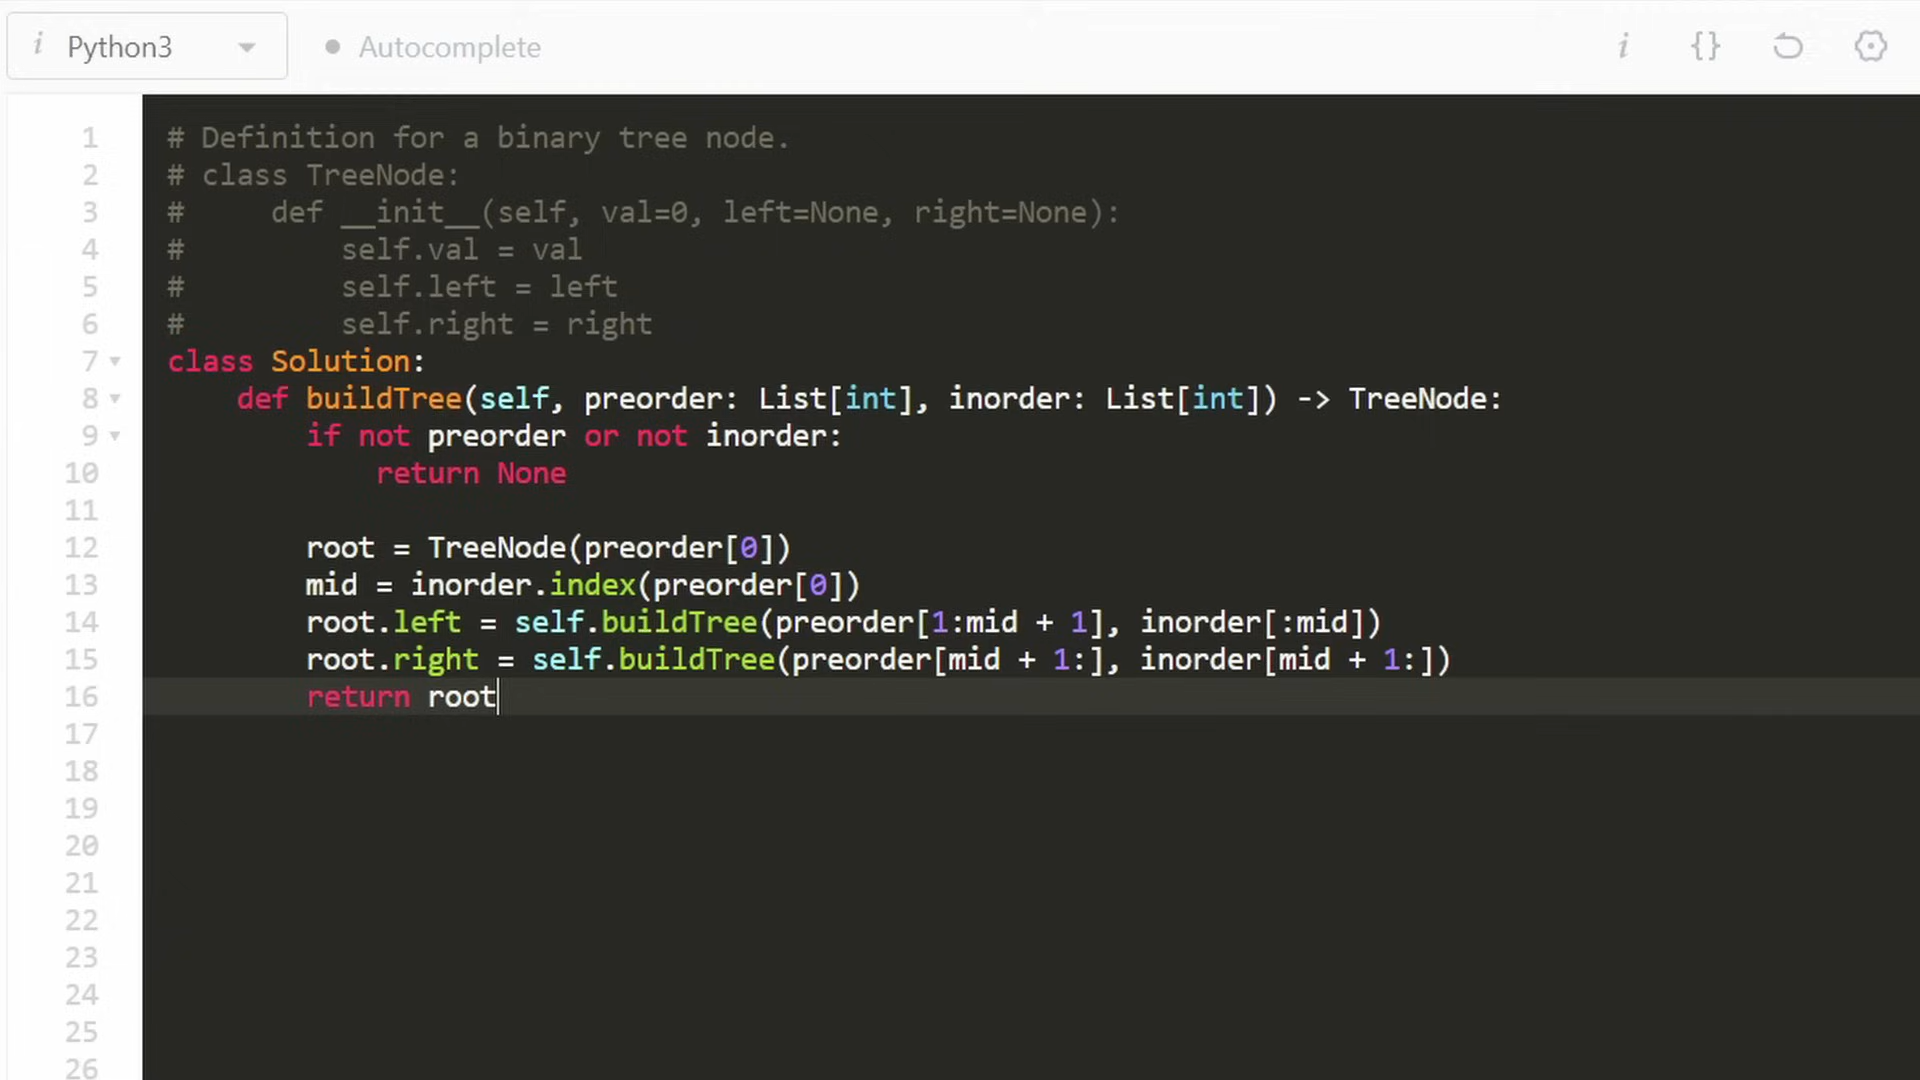 i Python3 Autocomplete i {}
1 # Definition for a binary tree node.
2 # class TreeNode:
3 #     def __init__(self, val=0, left=None, right=None):
4 #         self.val = val
5 #         self.left = left
6 #         self.right = right
7 class Solution:
8     def buildTree(self, preorder: List[int], inorder: List[int]) -> TreeNode:
9         if not preorder or not inorder:
10             return None
11
12         root = TreeNode(preorder[0])
13         mid = inorder.index(preorder[0])
14         root.left = self.buildTree(preorder[1:mid + 1], inorder[:mid])
15         root.right = self.buildTree(preorder[mid + 1:], inorder[mid + 1:])
16         return root
17
18
19
20
21
22
23
24
25
26